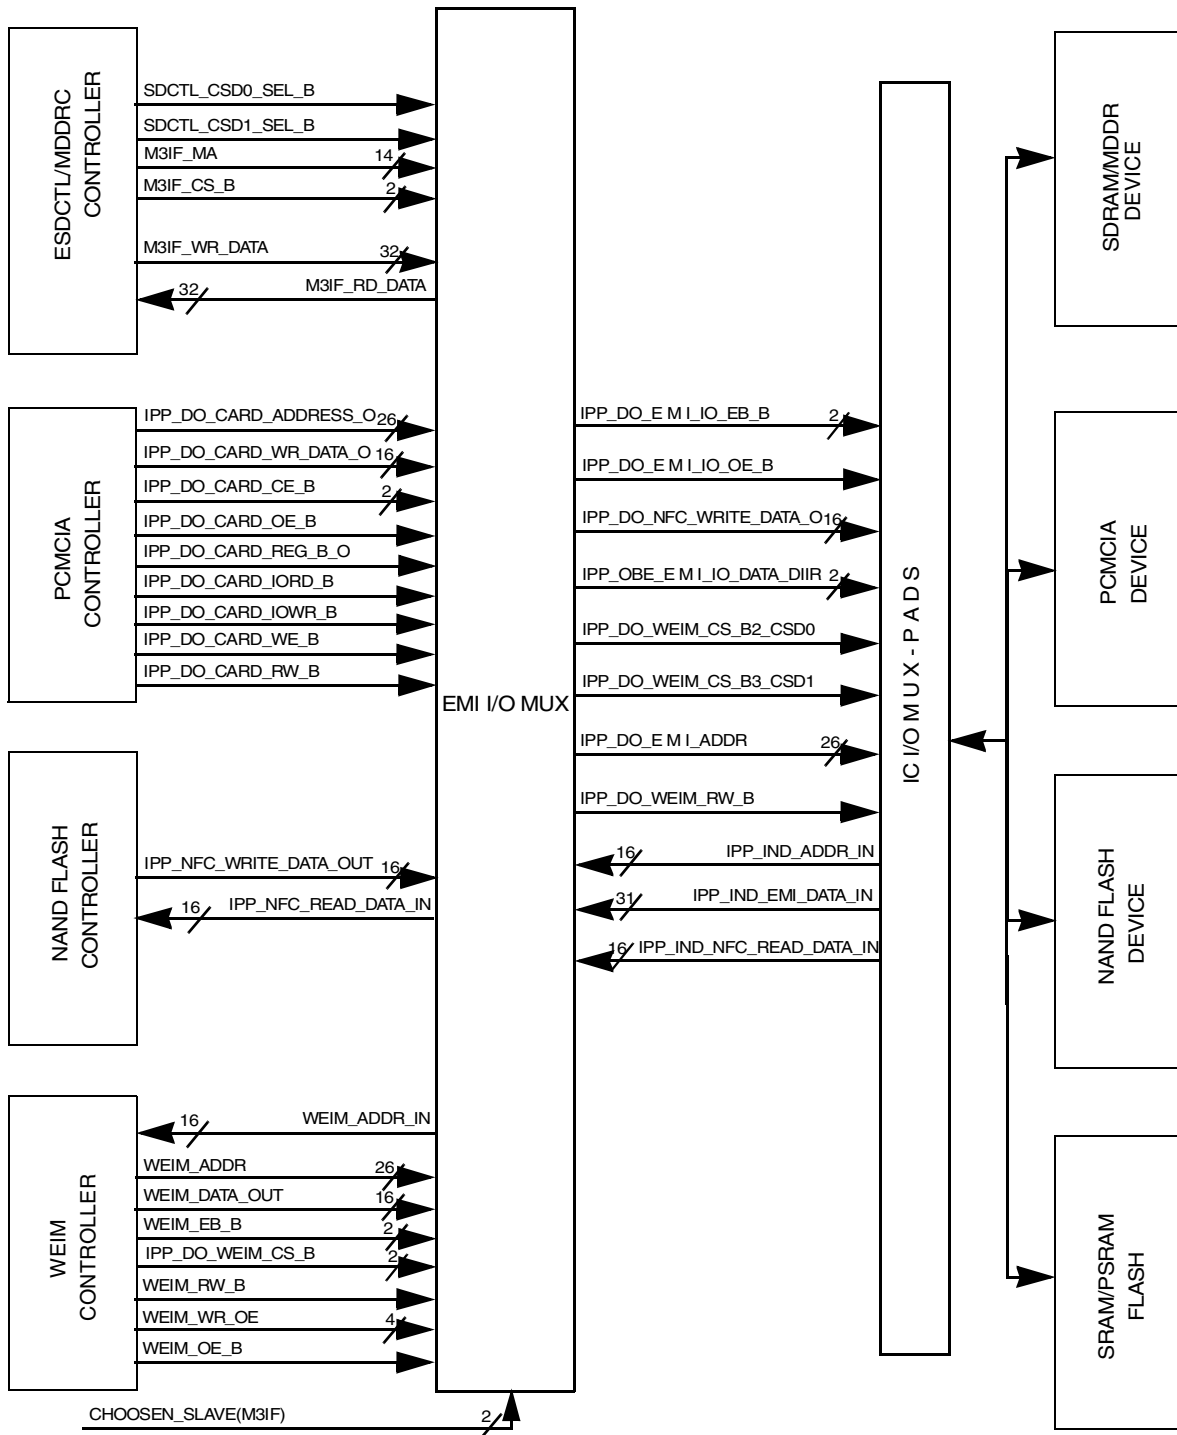 ESDCTL/MDDRC
CONTROLLER
SDCTL_CSD0_SEL_B
SDCTL_CSD1_SEL_B
M3IF_MA
14
M3IF_CS_B
2
M3IF_WR_DATA
32
M3IF_RD_DATA
32
PCMCIA
CONTROLLER
IPP_DO_CARD_ADDRESS_O
26
IPP_DO_CARD_WR_DATA_O
16
IPP_DO_CARD_CE_B
2
IPP_DO_CARD_OE_B
IPP_DO_CARD_REG_B_O
IPP_DO_CARD_IORD_B
IPP_DO_CARD_IOWR_B
IPP_DO_CARD_WE_B
IPP_DO_CARD_RW_B
NAND FLASH
CONTROLLER
IPP_NFC_WRITE_DATA_OUT
16
IPP_NFC_READ_DATA_IN
16
WEIM
CONTROLLER
WEIM_ADDR_IN
16
WEIM_ADDR
26
WEIM_DATA_OUT
16
WEIM_EB_B
2
IPP_DO_WEIM_CS_B
2
WEIM_RW_B
WEIM_WR_OE
4
WEIM_OE_B
CHOOSEN_SLAVE(M3IF)
2
EMI I/O MUX
IPP_DO_E M I_IO_EB_B
2
IPP_DO_E M I_IO_OE_B
IPP_DO_NFC_WRITE_DATA_O
16
IPP_OBE_E M I_IO_DATA_DIIR
2
IPP_DO_WEIM_CS_B2_CSD0
IPP_DO_WEIM_CS_B3_CSD1
IPP_DO_E M I_ADDR
26
IPP_DO_WEIM_RW_B
16
IPP_IND_ADDR_IN
31
IPP_IND_EMI_DATA_IN
16
IPP_IND_NFC_READ_DATA_IN
IC I/O MUX - PADS
SDRAM/MDDR
DEVICE
PCMCIA
DEVICE
NAND FLASH
DEVICE
SRAM/PSRAM
FLASH